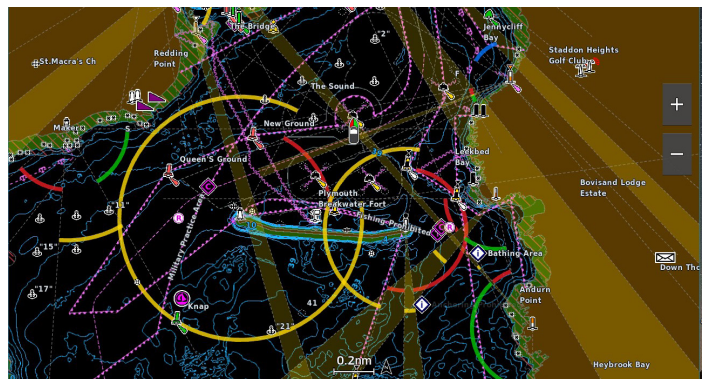 The Bridge
"2"
Jennycliff
Bay
Redding
Point
Staddon Heights
Golf Club
St.Macra's Ch
F
The Sound
+
New Ground
Maker
S
Queen'S Ground
Leekbed
Bay
−
Bovisand Lodge
Estate
C
Plymouth
Breakwater Fort
"11"
R
Fishing Prohibited
C
R
Military Practice Area
"15"
Bathing Area
Down Tho
"17"
Andurn
Point
Knap
41
"21"
0.2nm
Heybrook Bay